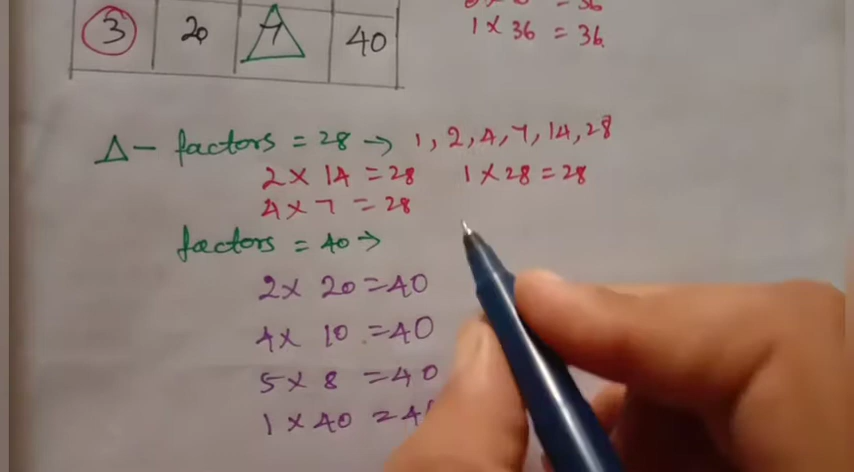 1 × 36 = 36
3 20 7 40
Δ - factors = 28 → 1, 2, 4, 7, 14, 28
2 × 14 = 28 1 × 28 = 28
4 × 7 = 28
factors = 40 →
2 × 20 = 40
4 × 10 = 40
5 × 8 = 40
1 × 40 = 4